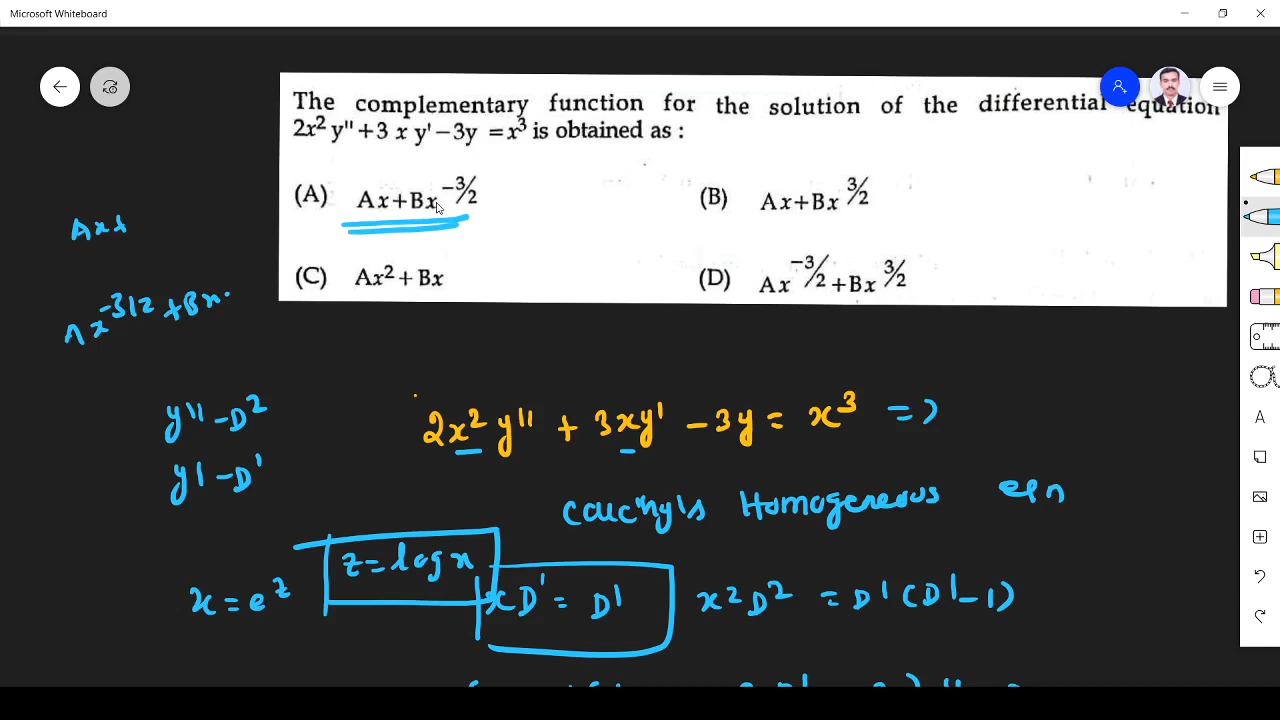 Microsoft Whiteboard
The complementary function for the solution of the differential equation
2x² y'' + 3 x y' − 3y = x³ is obtained as :
(A) Ax+Bx^−3/2
(B) Ax+Bx^3/2
(C) Ax² + Bx
(D) Ax^−3/2 + Bx^3/2
Ax+
Ax^-3/2 + Bx.
y'' - D²
y' - D'
2x² y'' + 3xy' - 3y = x³ =>
Cauchy's Homogeneous eqn
x = e^z
z = log x
xD' = D'
x²D² = D'(D'-1)
A